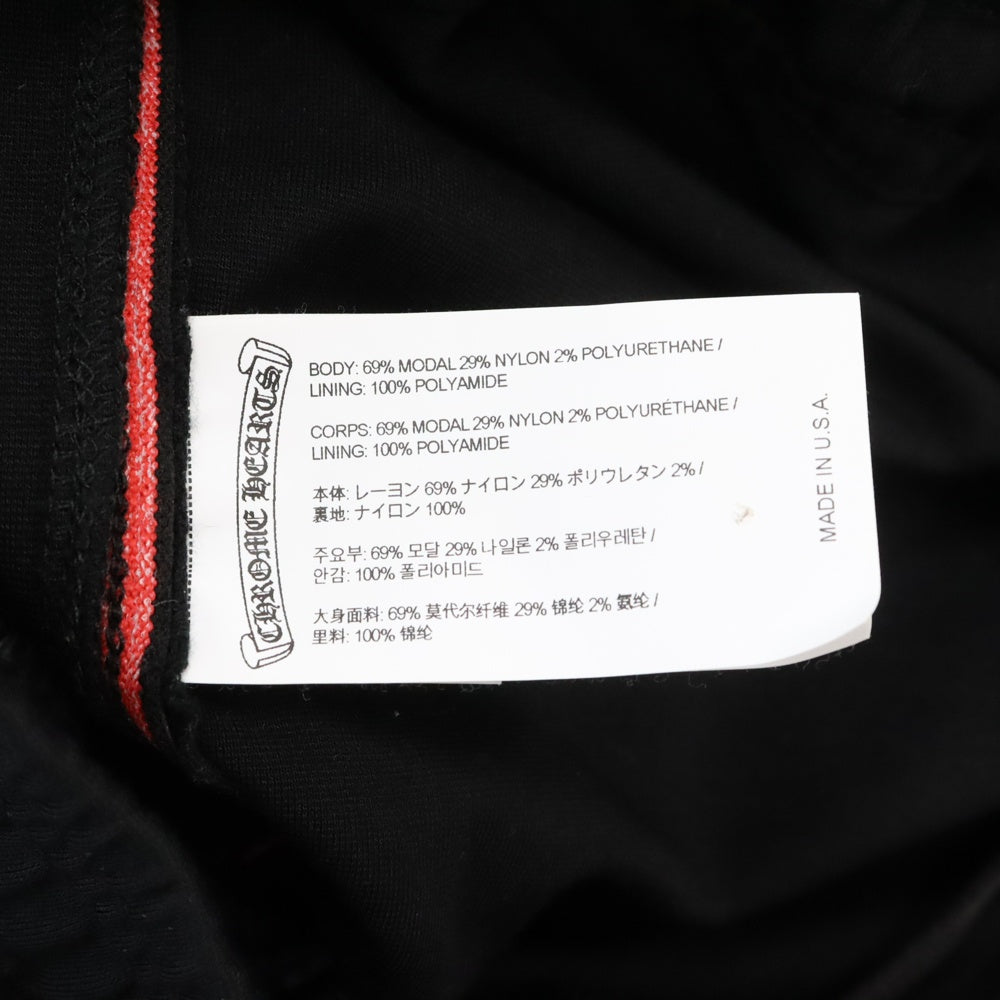 CHROME HEARTS
BODY: 69% MODAL 29% NYLON 2% POLYURETHANE /
LINING: 100% POLYAMIDE
CORPS: 69% MODAL 29% NYLON 2% POLYURÉTHANE /
LINING: 100% POLYAMIDE
本体: レーヨン 69% ナイロン 29% ポリウレタン 2% /
裏地: ナイロン 100%
주요부: 69% 모달 29% 나일론 2% 폴리우레탄 /
안감: 100% 폴리아미드
大身面料: 69% 莫代尔纤维 29% 锦纶 2% 氨纶 /
里料: 100% 锦纶
MADE IN U.S.A.